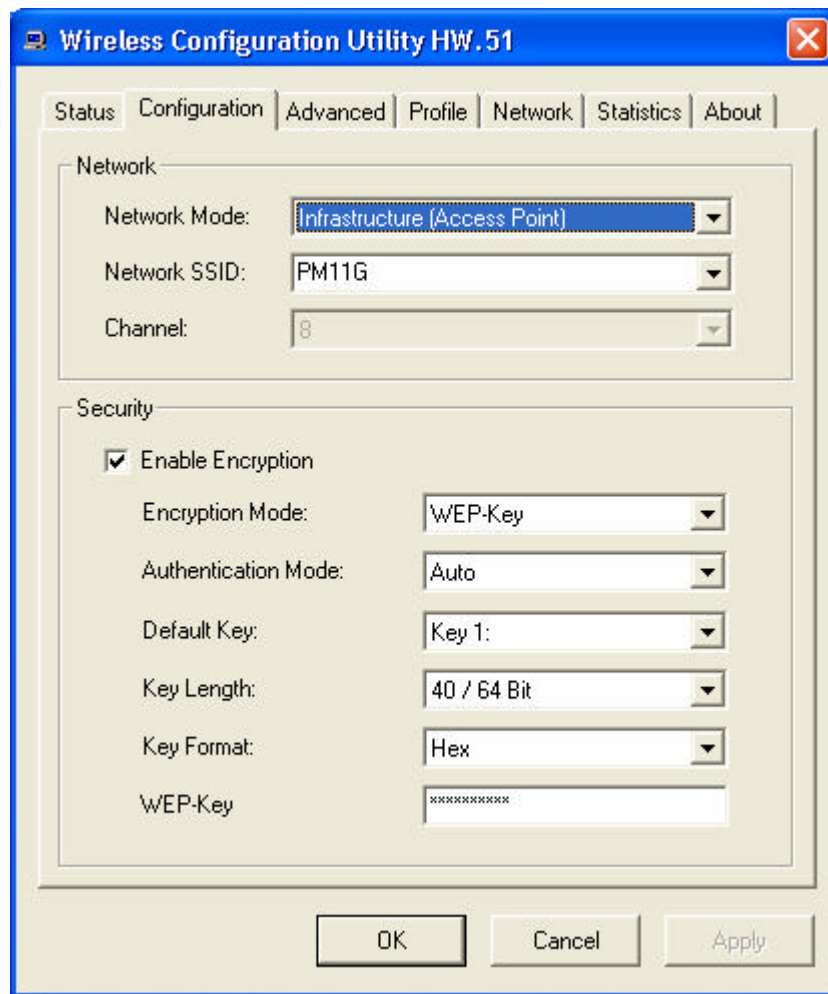 Wireless Configuration Utility HW.51
Status Configuration Advanced Profile Network Statistics About
Network
Network Mode: Infrastructure (Access Point)
Network SSID: PM11G
Channel: 8
Security
Enable Encryption
Encryption Mode: WEP-Key
Authentication Mode: Auto
Default Key: Key 1:
Key Length: 40 / 64 Bit
Key Format: Hex
WEP-Key **********
OK Cancel Apply